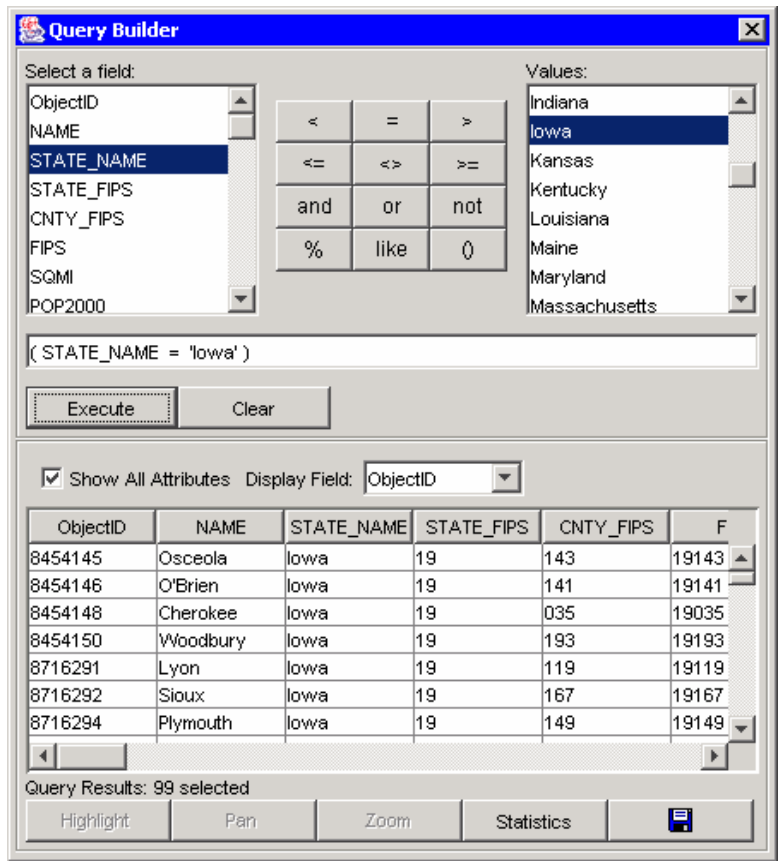 Query Builder
Select a field:
Values:
ObjectID
NAME
STATE_NAME
STATE_FIPS
CNTY_FIPS
FIPS
SQMI
POP2000
< = >
<= <> >=
and or not
% like ()
Indiana
Iowa
Kansas
Kentucky
Louisiana
Maine
Maryland
Massachusetts
( STATE_NAME = 'Iowa' )
Execute Clear
Show All Attributes Display Field: ObjectID
ObjectID NAME STATE_NAME STATE_FIPS CNTY_FIPS F
8454145 Osceola Iowa 19 143 19143
8454146 O'Brien Iowa 19 141 19141
8454148 Cherokee Iowa 19 035 19035
8454150 Woodbury Iowa 19 193 19193
8716291 Lyon Iowa 19 119 19119
8716292 Sioux Iowa 19 167 19167
8716294 Plymouth Iowa 19 149 19149
Query Results: 99 selected
Highlight Pan Zoom Statistics